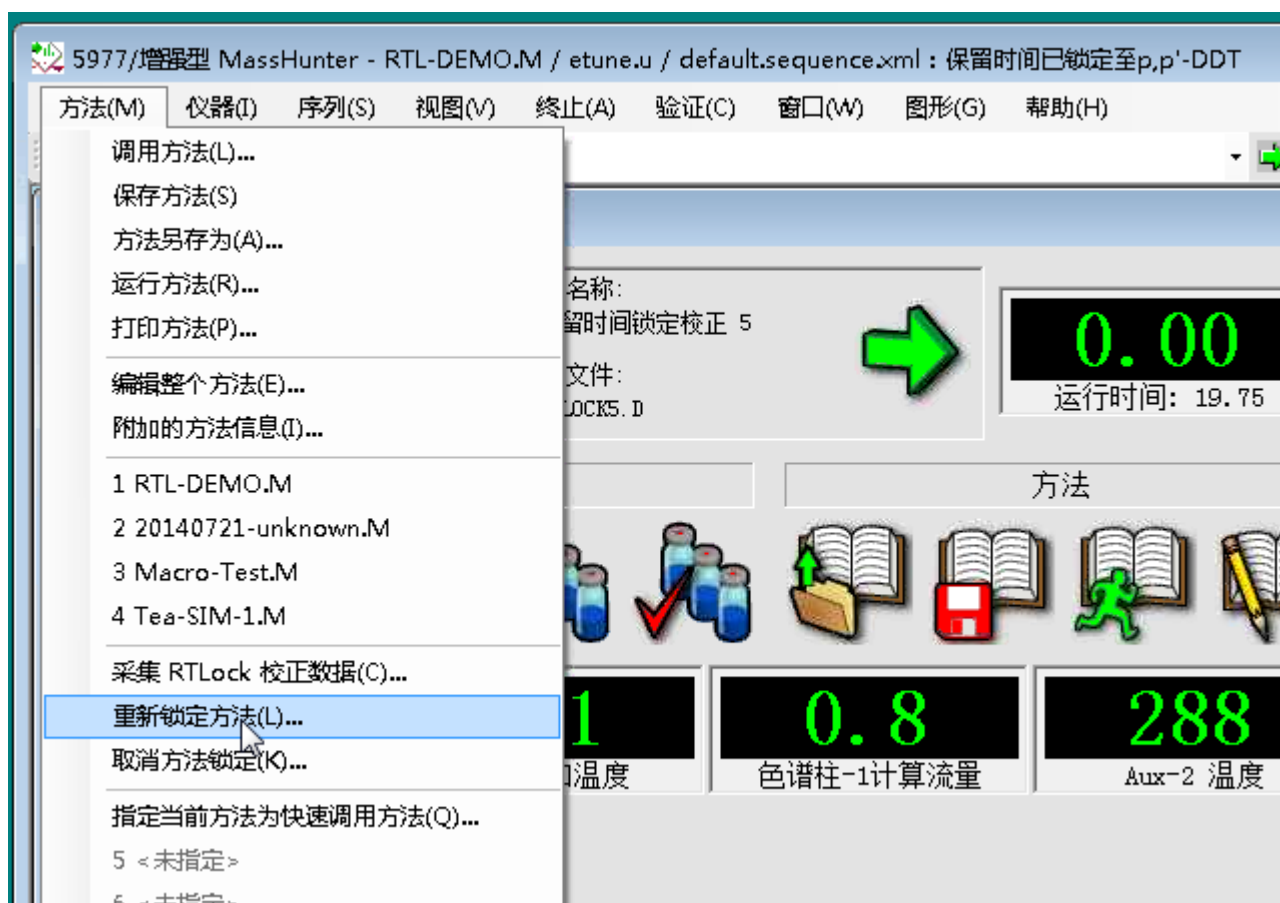 5977/增强型 MassHunter - RTL-DEMO.M / etune.u / default.sequence.xml : 保留时间已锁定至p,p'-DDT
方法(M) 仪器(I) 序列(S) 视图(V) 终止(A) 验证(C) 窗口(W) 图形(G) 帮助(H)
调用方法(L)...
保存方法(S)
方法另存为(A)...
运行方法(R)...
打印方法(P)...
编辑整个方法(E)...
附加的方法信息(I)...
1 RTL-DEMO.M
2 20140721-unknown.M
3 Macro-Test.M
4 Tea-SIM-1.M
采集 RTLock 校正数据(C)...
重新锁定方法(L)...
取消方法锁定(K)...
指定当前方法为快速调用方法(Q)...
5 <未指定>
6 <未指定>
名称:
留时间锁定校正 5
文件:
LOCK5.D
0.00
运行时间: 19.75
方法
1
温度
0.8
色谱柱-1计算流量
288
Aux-2 温度